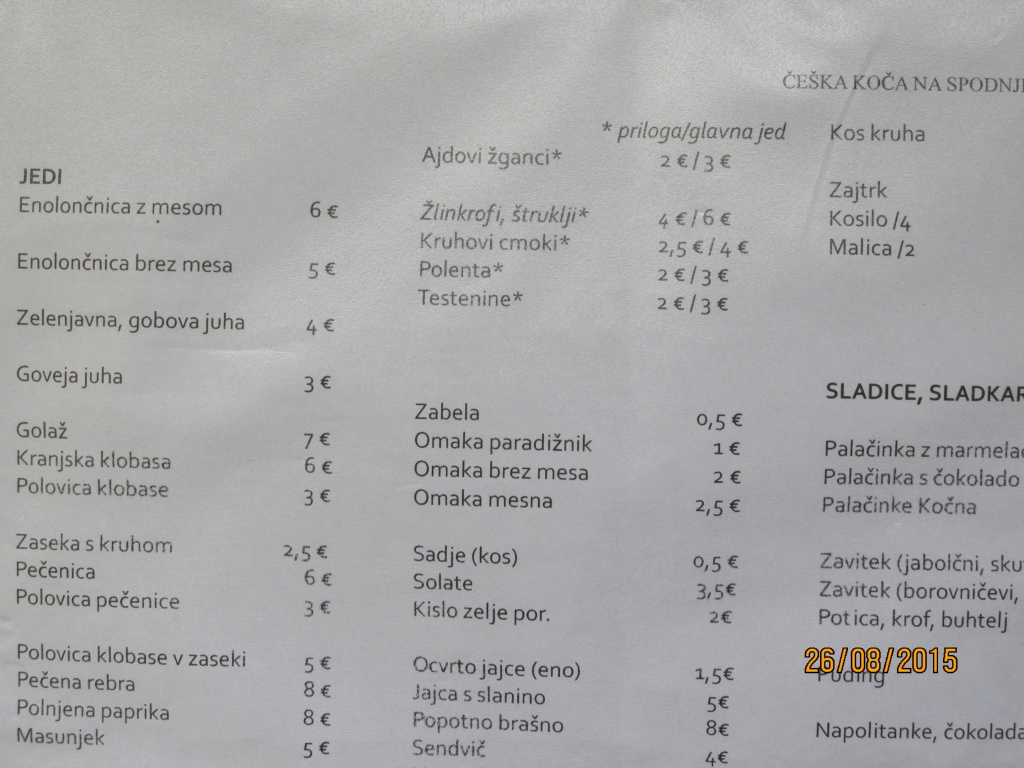 ČEŠKA KOČA NA SPODNJI
JEDI
Enolončnica z mesom 6 €
Enolončnica brez mesa 5 €
Zelenjavna, gobova juha 4 €
Goveja juha 3 €
Golaž 7 €
Kranjska klobasa 6 €
Polovica klobase 3 €
Zaseka s kruhom 2,5 €
Pečenica 6 €
Polovica pečenice 3 €
Polovica klobase v zaseki 5 €
Pečena rebra 8 €
Polnjena paprika 8 €
Masunjek 5 €
* priloga/glavna jed
Ajdovi žganci* 2 €/3 €
Žlinkrofi, štruklji* 4 €/6 €
Kruhovi cmoki* 2,5 €/4 €
Polenta* 2 €/3 €
Testenine* 2 €/3 €
Zabela 0,5 €
Omaka paradižnik 1 €
Omaka brez mesa 2 €
Omaka mesna 2,5 €
Sadje (kos) 0,5 €
Solate 3,5€
Kislo zelje por. 2€
Ocvrto jajce (eno) 1,5€
Jajca s slanino 5€
Popotno brašno 8€
Sendvič 4€
Kos kruha
Zajtrk
Kosilo /4
Malica /2
SLADICE, SLADKAR
Palačinka z marmelad
Palačinka s čokolado
Palačinke Kočna
Zavitek (jabolčni, sku
Zavitek (borovničevi,
Potica, krof, buhtelj
Puding
Napolitanke, čokolada
26/08/2015